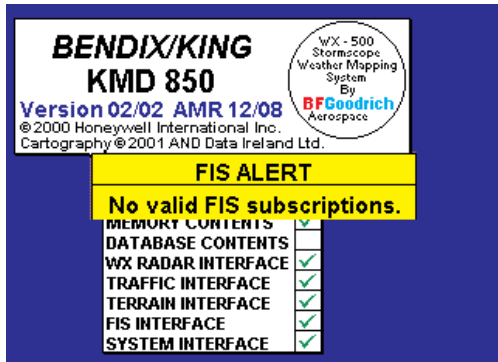 BENDIX/KING
KMD 850
Version 02/02 AMR 12/08
©2000 Honeywell International Inc.
Cartography©2001 AND Data Ireland Ltd.
WX - 500
Stormscope
Weather Mapping
System
By
BFGoodrich
Aerospace
FIS ALERT
No valid FIS subscriptions.
MEMORY CONTENTS
DATABASE CONTENTS
WX RADAR INTERFACE
TRAFFIC INTERFACE
TERRAIN INTERFACE
FIS INTERFACE
SYSTEM INTERFACE